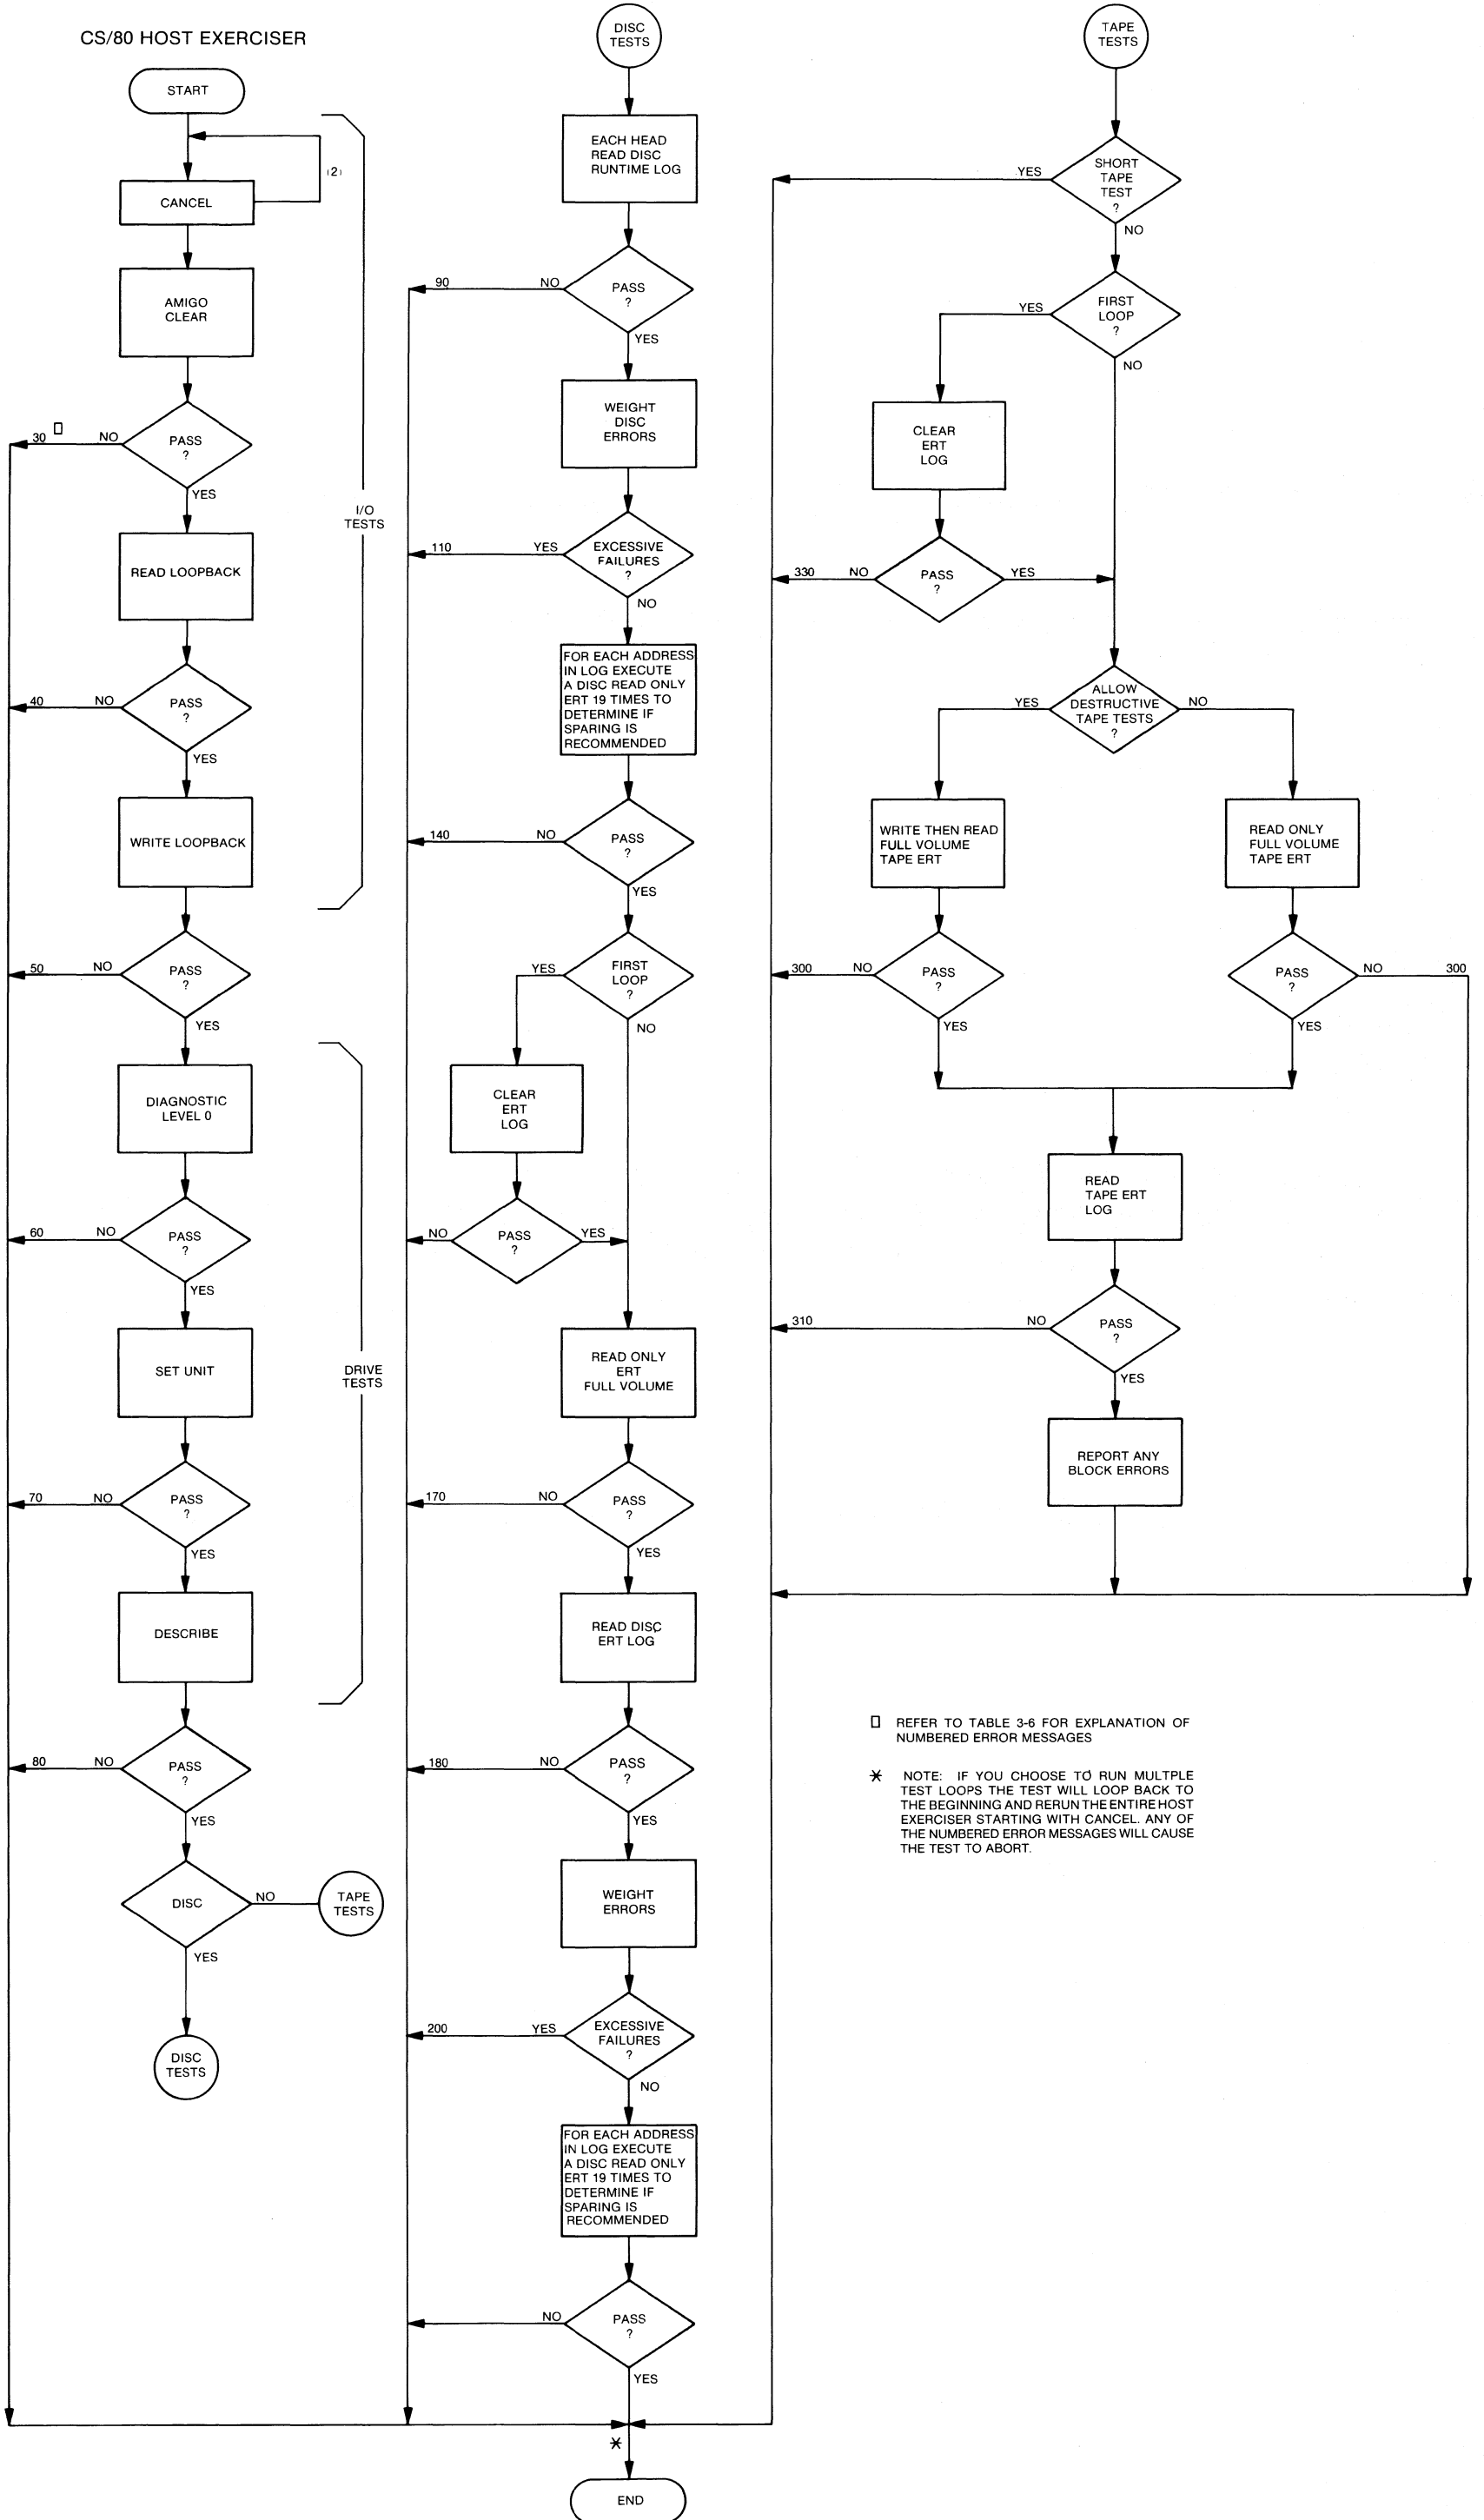 CS/80 HOST EXERCISER
START
(2)
CANCEL
AMIGO
CLEAR
30
NO
PASS
?
YES
I/O
TESTS
READ LOOPBACK
40
NO
PASS
?
YES
WRITE LOOPBACK
50
NO
PASS
?
YES
DIAGNOSTIC
LEVEL 0
60
NO
PASS
?
YES
SET UNIT
DRIVE
TESTS
70
NO
PASS
?
YES
DESCRIBE
80
NO
PASS
?
YES
DISC
NO
TAPE
TESTS
YES
DISC
TESTS
DISC
TESTS
EACH HEAD
READ DISC
RUNTIME LOG
90
NO
PASS
?
YES
WEIGHT
DISC
ERRORS
110
YES
EXCESSIVE
FAILURES
?
NO
FOR EACH ADDRESS
IN LOG EXECUTE
A DISC READ ONLY
ERT 19 TIMES TO
DETERMINE IF
SPARING IS
RECOMMENDED
140
NO
PASS
?
YES
YES
FIRST
LOOP
?
NO
CLEAR
ERT
LOG
NO
PASS
?
YES
READ ONLY
ERT
FULL VOLUME
170
NO
PASS
?
YES
READ DISC
ERT LOG
180
NO
PASS
?
YES
WEIGHT
ERRORS
200
YES
EXCESSIVE
FAILURES
?
NO
FOR EACH ADDRESS
IN LOG EXECUTE
A DISC READ ONLY
ERT 19 TIMES TO
DETERMINE IF
SPARING IS
RECOMMENDED
NO
PASS
?
YES
*
END
TAPE
TESTS
YES
SHORT
TAPE
TEST
?
NO
YES
FIRST
LOOP
?
NO
CLEAR
ERT
LOG
330
NO
PASS
?
YES
YES
ALLOW
DESTRUCTIVE
TAPE TESTS
?
NO
WRITE THEN READ
FULL VOLUME
TAPE ERT
READ ONLY
FULL VOLUME
TAPE ERT
300
NO
PASS
?
YES
PASS
?
NO
300
YES
READ
TAPE ERT
LOG
310
NO
PASS
?
YES
REPORT ANY
BLOCK ERRORS
REFER TO TABLE 3-6 FOR EXPLANATION OF
NUMBERED ERROR MESSAGES
* NOTE: IF YOU CHOOSE TO RUN MULTPLE
TEST LOOPS THE TEST WILL LOOP BACK TO
THE BEGINNING AND RERUN THE ENTIRE HOST
EXERCISER STARTING WITH CANCEL. ANY OF
THE NUMBERED ERROR MESSAGES WILL CAUSE
THE TEST TO ABORT.